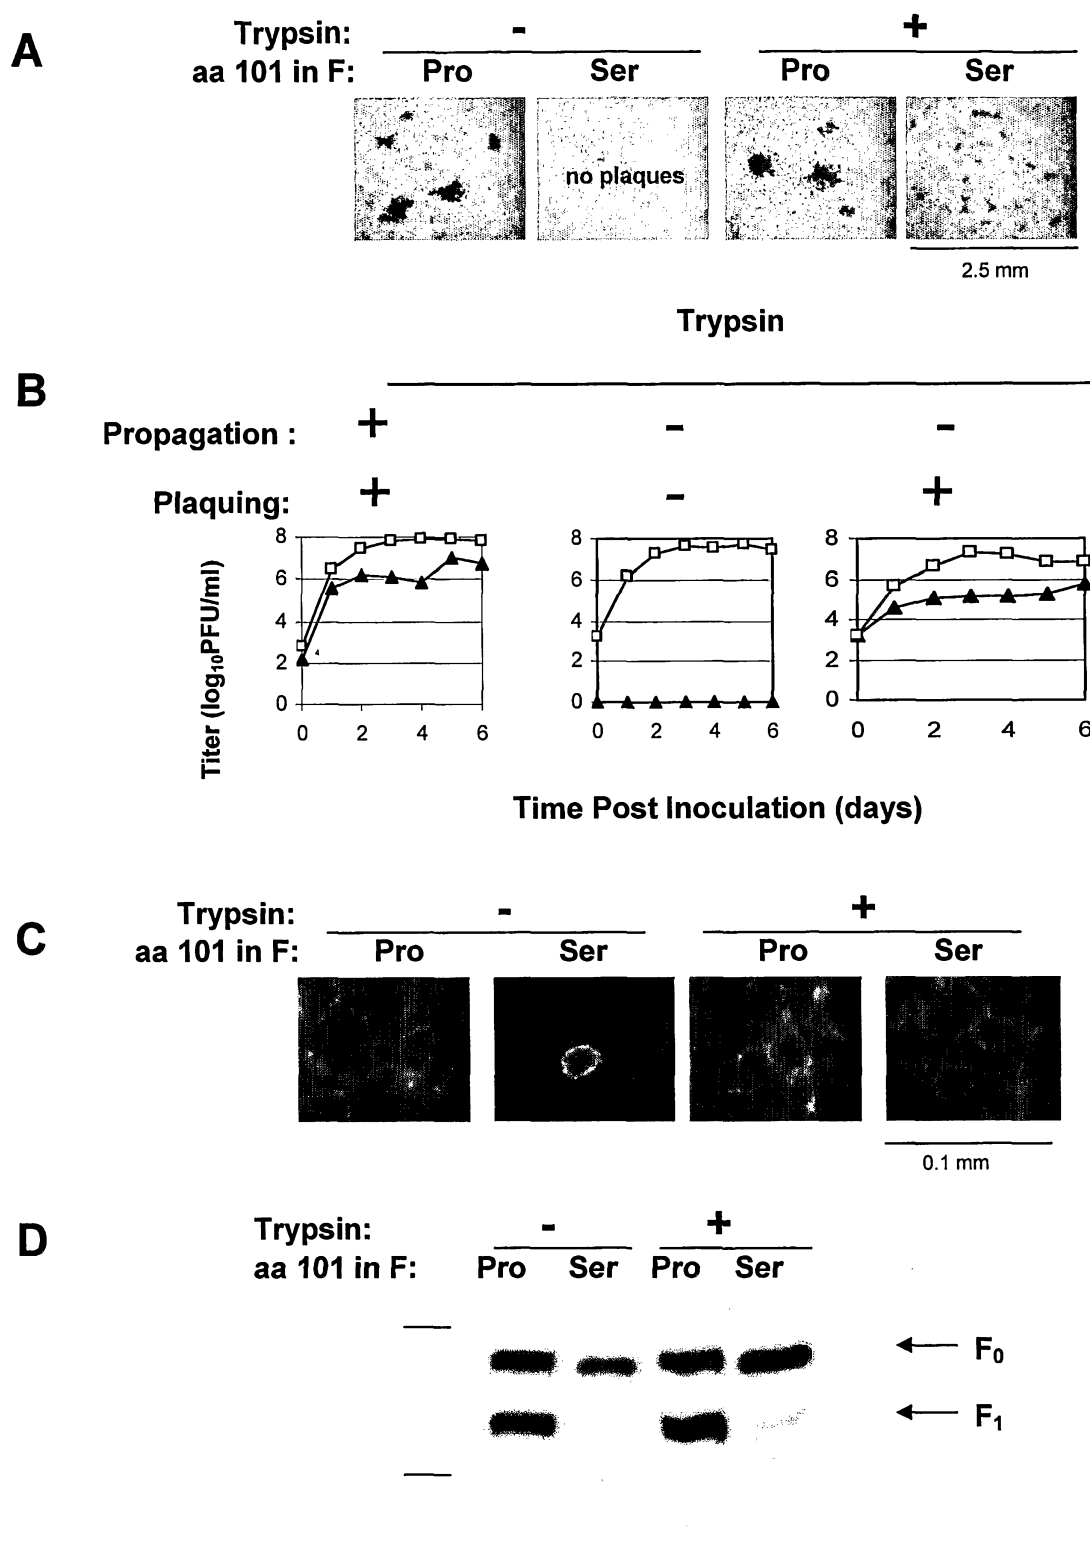 A
Trypsin: - +
aa 101 in F: Pro Ser Pro Ser
no plaques
2.5 mm
Trypsin
B
Propagation : + - -
Plaquing: + - +
Titer (log10PFU/ml)
8 6 4 2 0
0 2 4 6
8 6 4 2 0
0 2 4 6
8 6 4 2 0
0 2 4 6
Time Post Inoculation (days)
C
Trypsin: - +
aa 101 in F: Pro Ser Pro Ser
0.1 mm
D
Trypsin: - +
aa 101 in F: Pro Ser Pro Ser
F0
F1